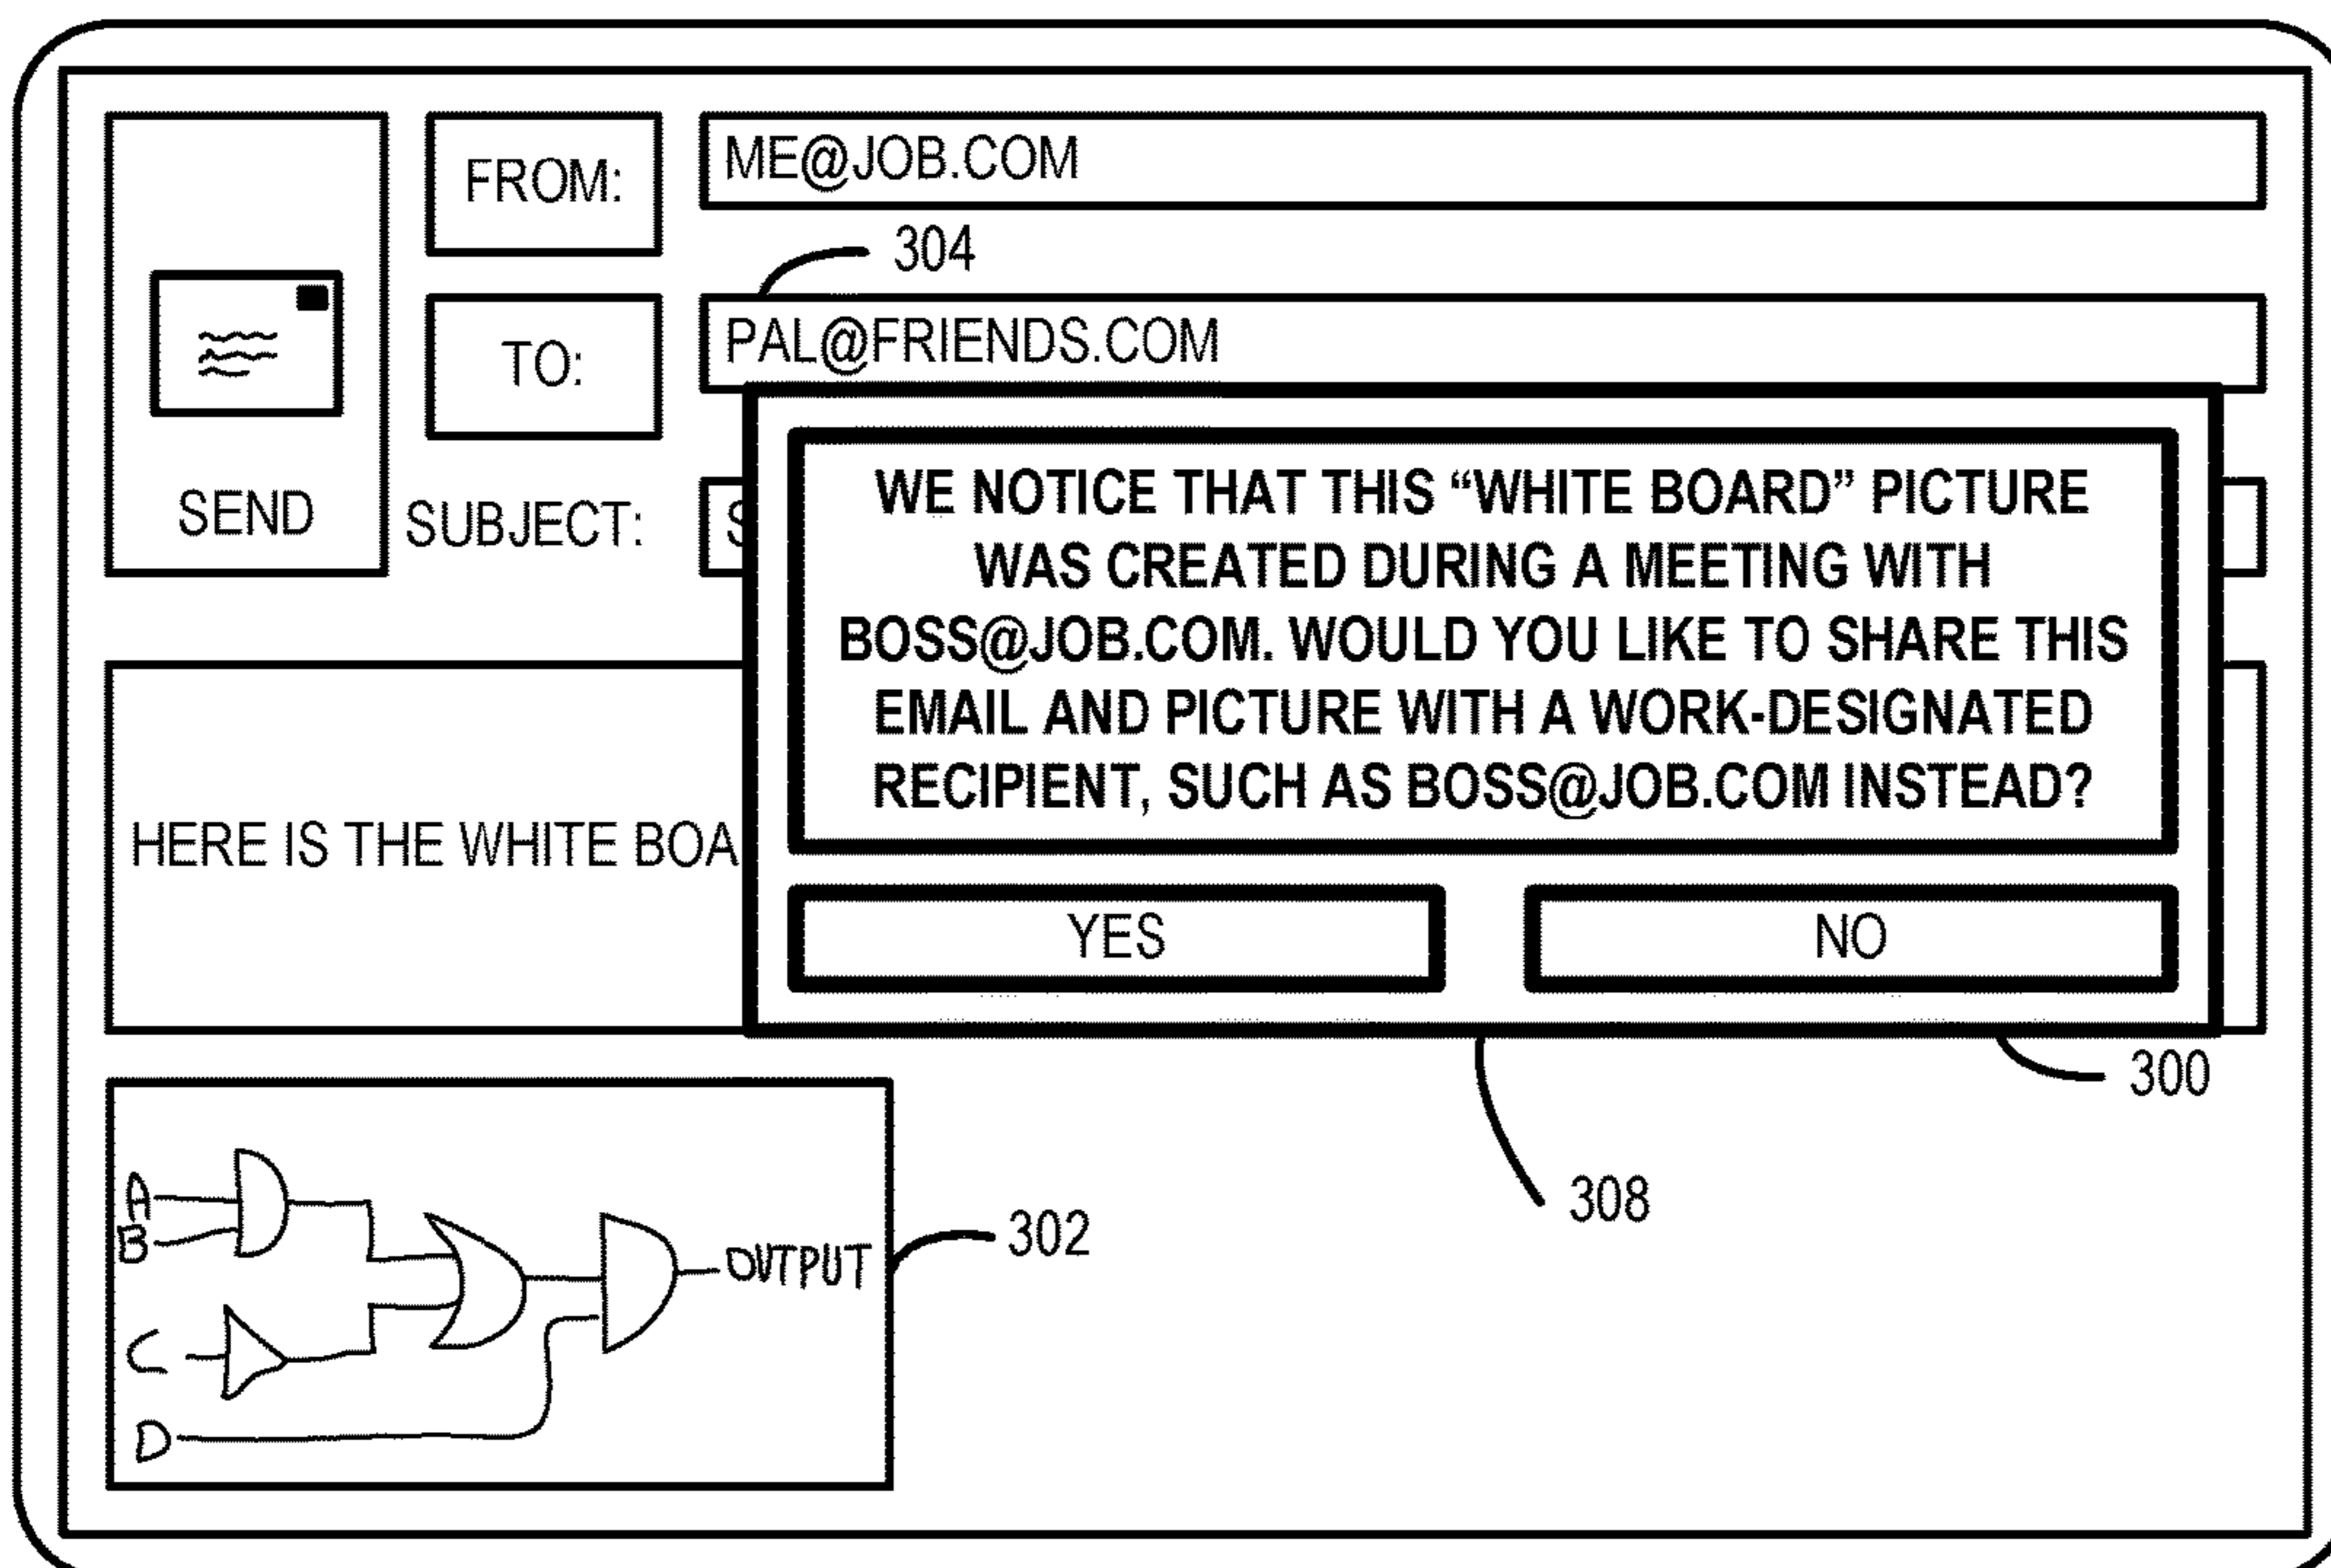 FROM:
ME@JOB.COM
304
TO:
PAL@FRIENDS.COM
SEND
SUBJECT:
S
WE NOTICE THAT THIS “WHITE BOARD” PICTURE
WAS CREATED DURING A MEETING WITH
BOSS@JOB.COM. WOULD YOU LIKE TO SHARE THIS
EMAIL AND PICTURE WITH A WORK-DESIGNATED
RECIPIENT, SUCH AS BOSS@JOB.COM INSTEAD?
YES
NO
HERE IS THE WHITE BOA
300
308
302
A
B
C
D
OUTPUT